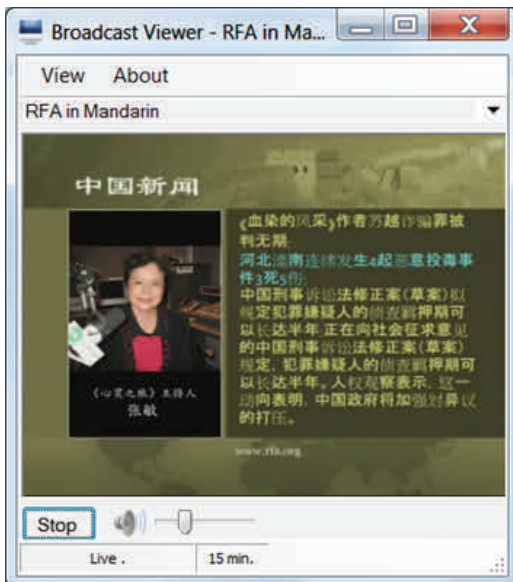 Broadcast Viewer - RFA in Ma...
View About
RFA in Mandarin
中国新闻
《血染的风采》作者苏越诈骗罪被
判无期;
河北滦南连续发生4起恶意投毒事
件3死5伤;
中国刑事诉讼法修正案(草案)拟
规定犯罪嫌疑人的侦查羁押期可
以长达半年 正在向社会征求意见
的中国刑事诉讼法修正案(草案)
规定, 犯罪嫌疑人的侦查羁押期可
以长达半年。人权观察表示, 这一
动向表明, 中国政府将加强对异议
的打压。
《心灵之旅》主持人
张敏
www.rfa.org
Stop
Live . 15 min.